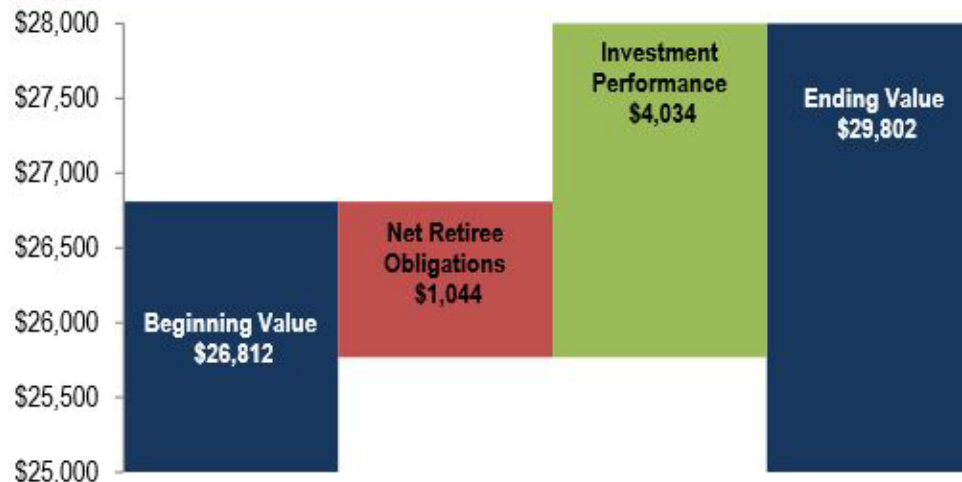 $28,000
$27,500
$27,000
$26,500
$26,000
$25,500
$25,000
Beginning Value
$26,812
Net Retiree
Obligations
$1,044
Investment
Performance
$4,034
Ending Value
$29,802